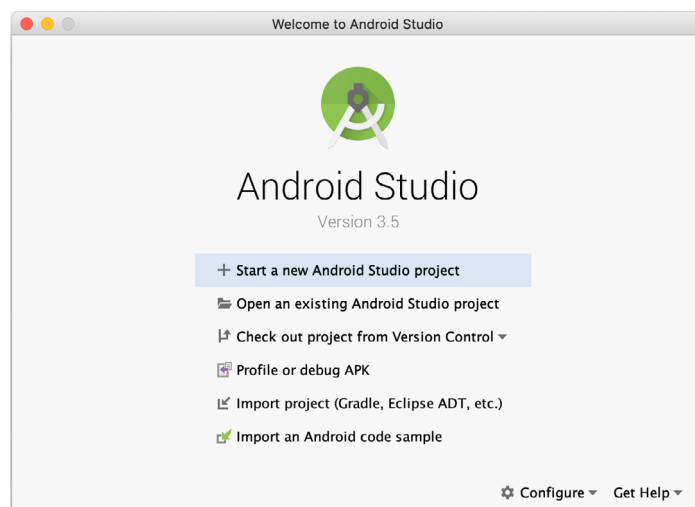 Welcome to Android Studio
Android Studio
Version 3.5
Start a new Android Studio project
Open an existing Android Studio project
Check out project from Version Control
Profile or debug APK
Import project (Gradle, Eclipse ADT, etc.)
Import an Android code sample
Configure Get Help